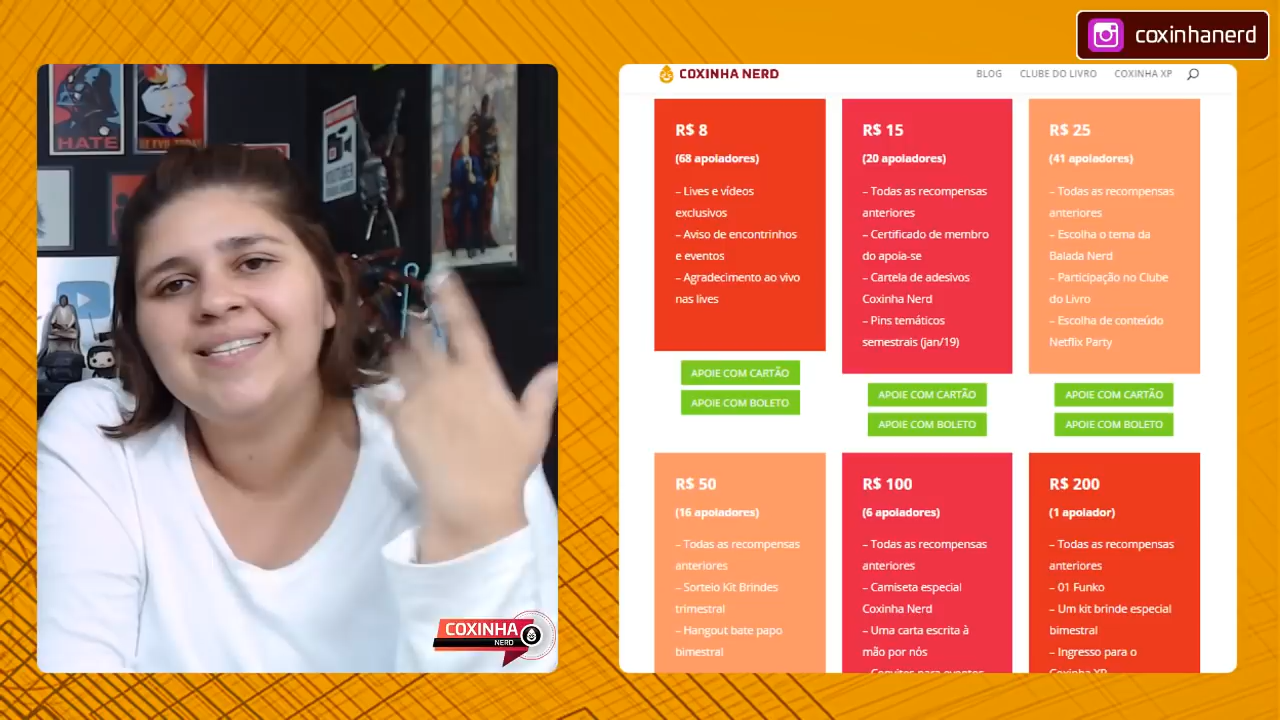 coxinhanerd
HATE
COXINHA NERD
BLOG
CLUBE DO LIVRO
COXINHA XP
R$ 8
(68 apoiadores)
– Lives e vídeos
exclusivos
– Aviso de encontrinhos
e eventos
– Agradecimento ao vivo
nas lives
APOIE COM CARTÃO
APOIE COM BOLETO
R$ 15
(20 apoiadores)
– Todas as recompensas
anteriores
– Certificado de membro
do apoia-se
– Cartela de adesivos
Coxinha Nerd
– Pins temáticos
semestrais (jan/19)
APOIE COM CARTÃO
APOIE COM BOLETO
R$ 25
(41 apoiadores)
– Todas as recompensas
anteriores
– Escolha o tema da
Balada Nerd
– Participação no Clube
do Livro
– Escolha de conteúdo
Netflix Party
APOIE COM CARTÃO
APOIE COM BOLETO
R$ 50
(16 apoiadores)
– Todas as recompensas
anteriores
– Sorteio Kit Brindes
trimestral
– Hangout bate papo
bimestral
R$ 100
(6 apoiadores)
– Todas as recompensas
anteriores
– Camiseta especial
Coxinha Nerd
– Uma carta escrita à
mão por nós
– Convites para eventos
R$ 200
(1 apoiador)
– Todas as recompensas
anteriores
– 01 Funko
– Um kit brinde especial
bimestral
– Ingresso para o
Coxinha XP
COXINHA
NERD